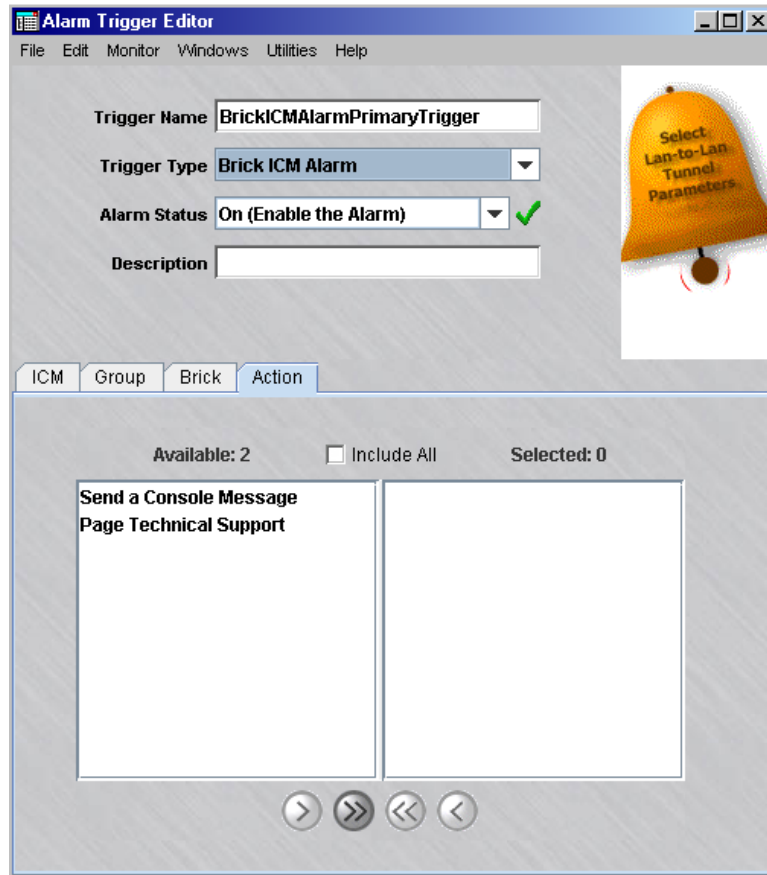 Alarm Trigger Editor
File Edit Monitor Windows Utilities Help
Trigger Name BrickICMAlarmPrimaryTrigger
Trigger Type Brick ICM Alarm
Alarm Status On (Enable the Alarm)
Description
Select
Lan-to-Lan
Tunnel
Parameters
ICM Group Brick Action
Available: 2 Include All Selected: 0
Send a Console Message
Page Technical Support